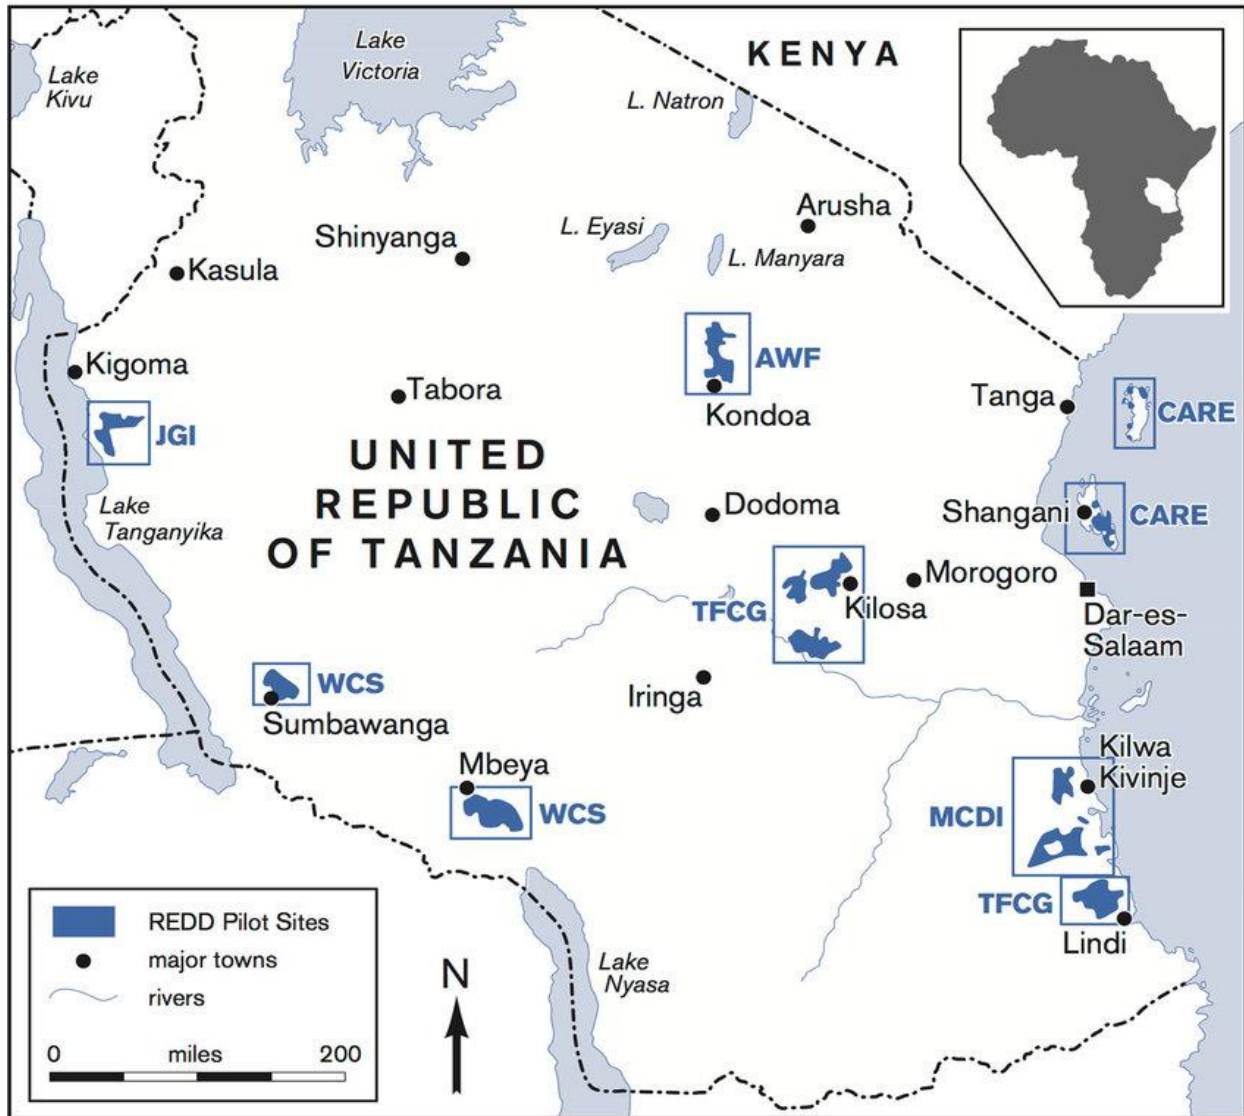 Lake
Kivu
Lake
Victoria
KENYA
L. Natron
Arusha
Shinyanga
L. Eyasi
L. Manyara
Kasula
Kigoma
AWF
Tabora
Kondoa
Tanga
CARE
JGI
UNITED
REPUBLIC
OF TANZANIA
Lake
Tanganyika
Dodoma
Shangani
CARE
Morogoro
TFCG
Kilosa
Dar-es-
Salaam
WCS
Sumbawanga
Iringa
Mbeya
WCS
Kilwa
Kivinje
MCDI
TFCG
Lindi
Lake
Nyasa
N
REDD Pilot Sites
major towns
rivers
0 miles 200